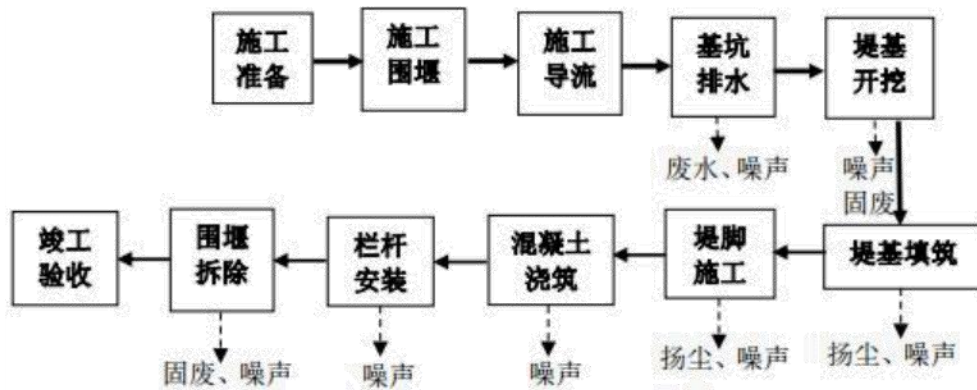 施工
准备
施工
围堰
施工
导流
基坑
排水
堤基
开挖
废水、噪声
噪声
固废
竣工
验收
围堰
拆除
栏杆
安装
混凝土
浇筑
堤脚
施工
堤基填筑
固废、噪声
噪声
噪声
扬尘、噪声
扬尘、噪声